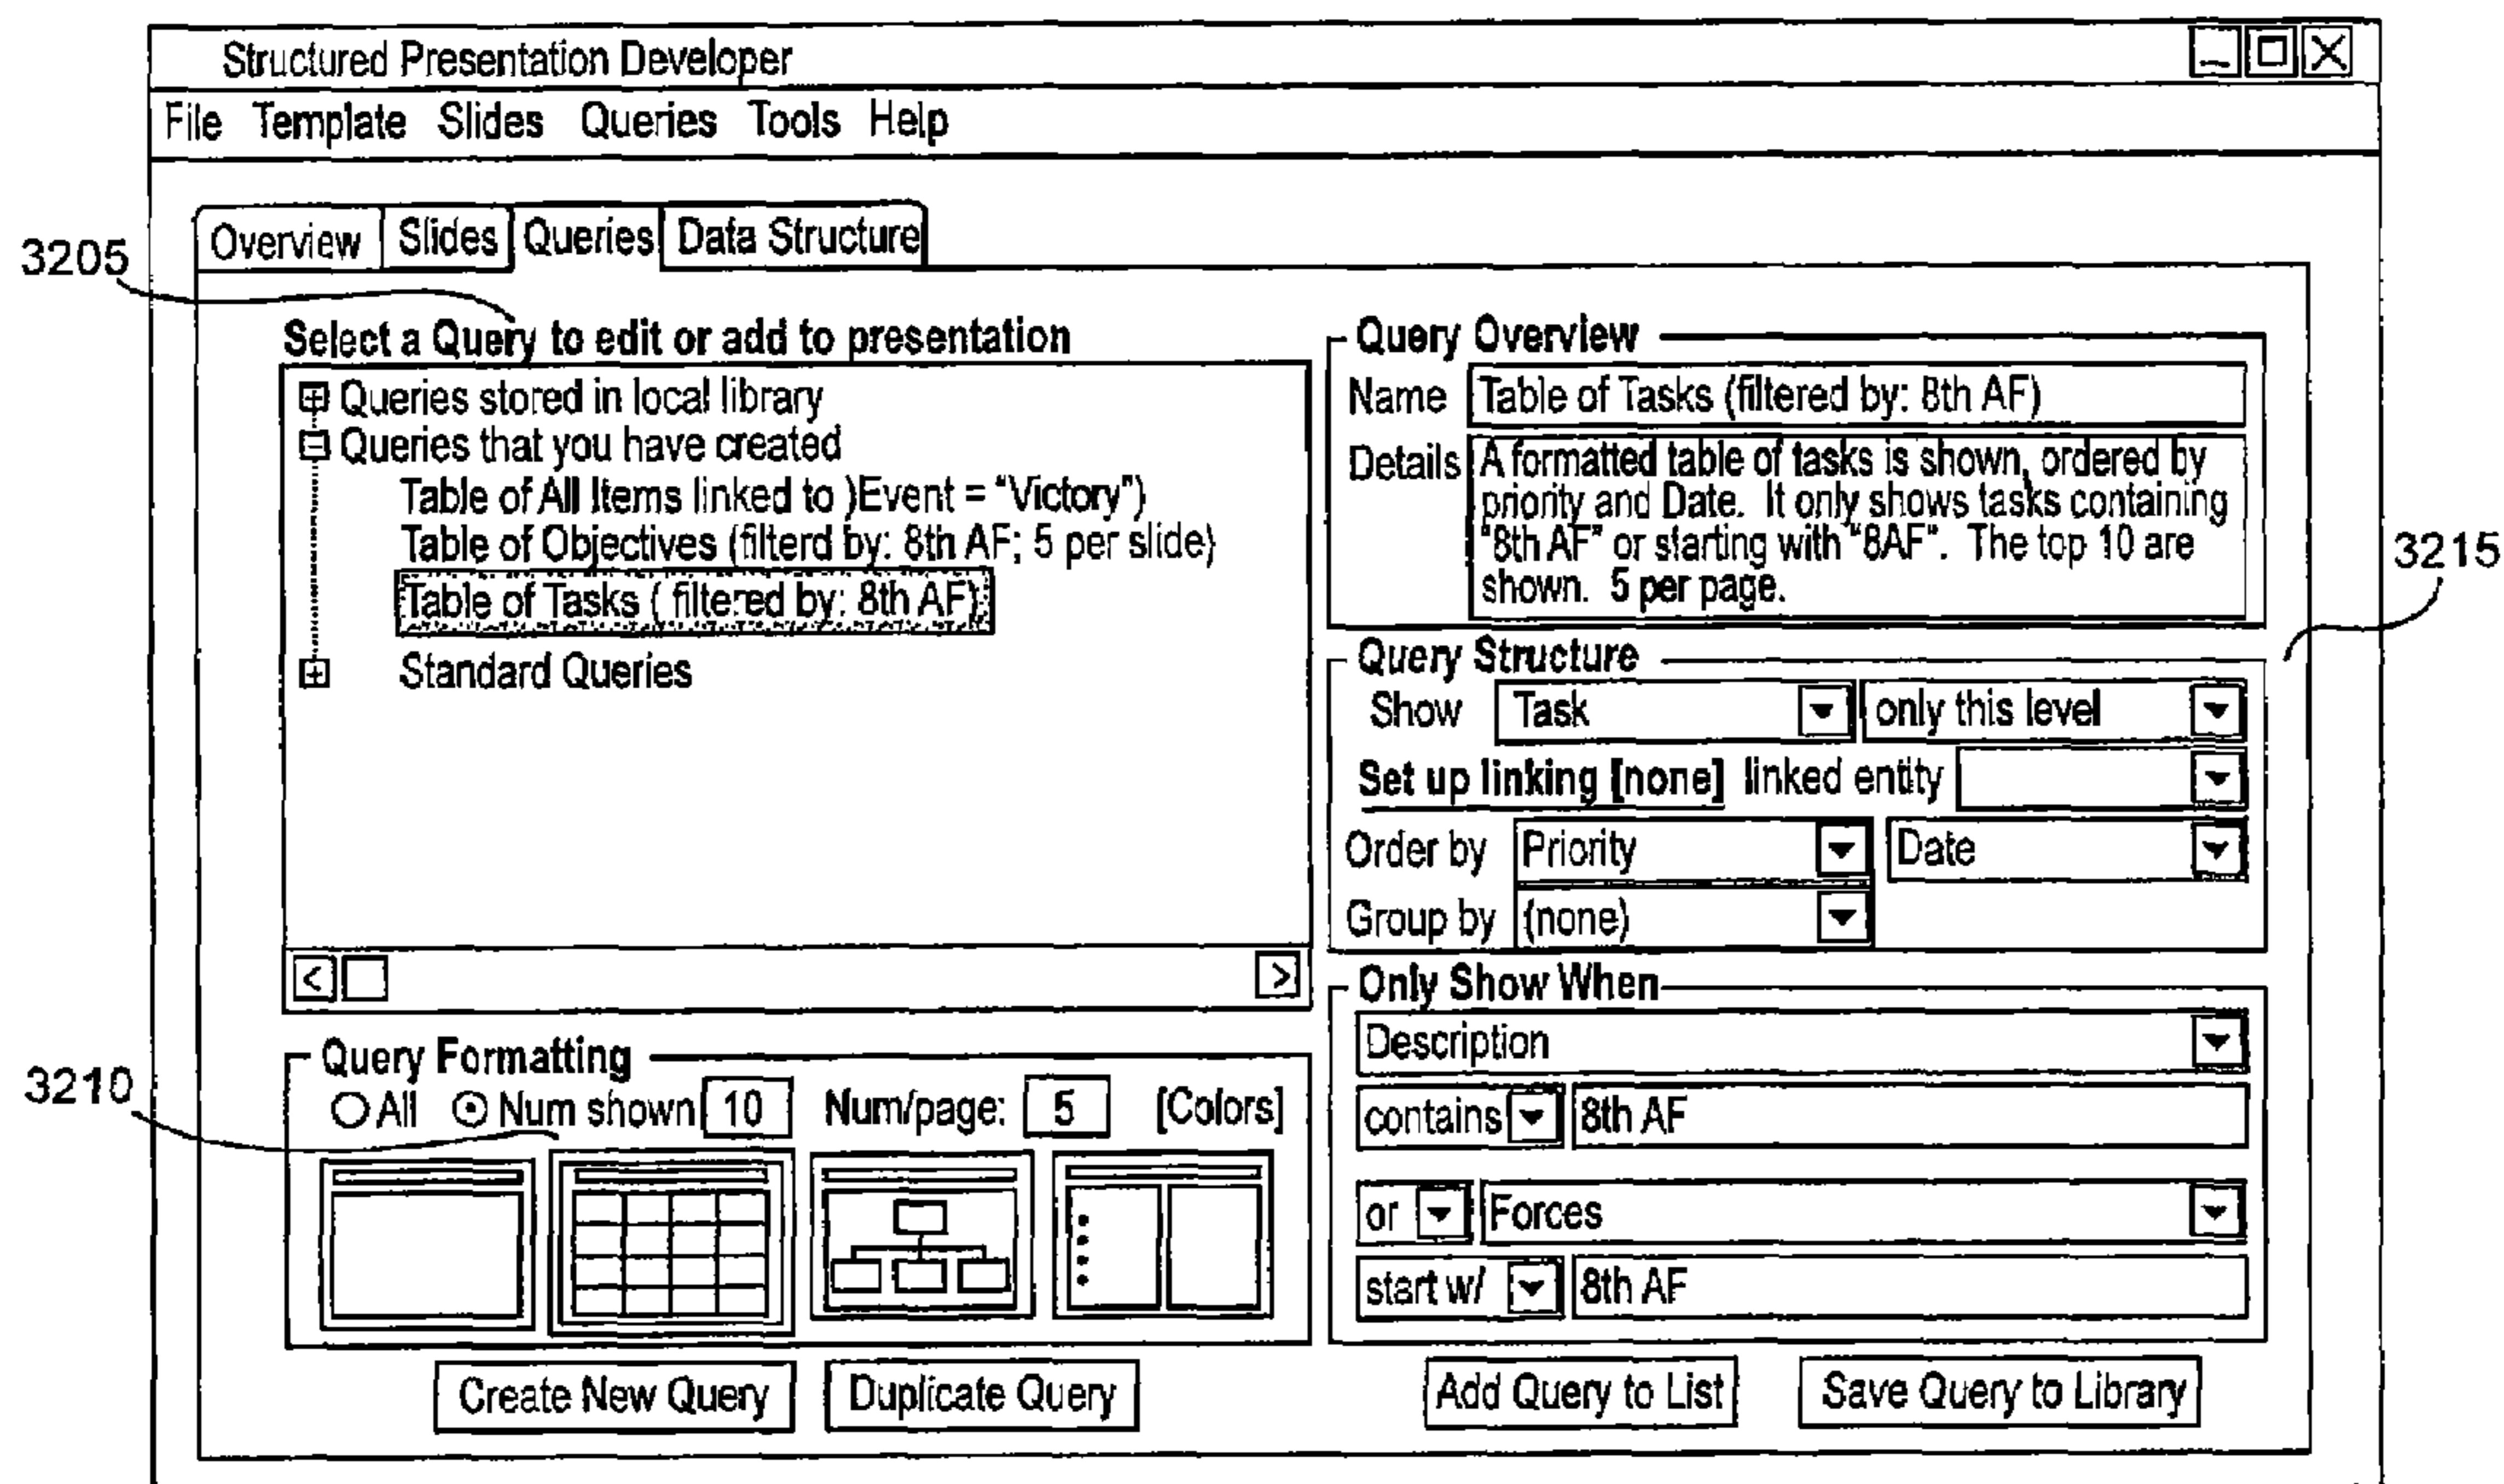 Structured Presentation Developer
File Template Slides Queries Tools Help
Overview Slides Queries Data Structure
3205
Select a Query to edit or add to presentation
Queries stored in local library
Queries that you have created
Table of All Items linked to )Event = "Victory")
Table of Objectives (filterd by: 8th AF; 5 per slide)
Table of Tasks ( filtered by: 8th AF)
Standard Queries
< >
Query Formatting
3210
All Num shown 10 Num/page: 5 [Colors]
Create New Query Duplicate Query
Query Overview
Name Table of Tasks (filtered by: 8th AF)
Details A formatted table of tasks is shown, ordered by
priority and Date. It only shows tasks containing
"8th AF" or starting with "8AF". The top 10 are
shown. 5 per page.
3215
Query Structure
Show Task only this level
Set up linking [none] linked entity
Order by Priority Date
Group by (none)
Only Show When
Description
contains 8th AF
or Forces
start w/ 8th AF
Add Query to List Save Query to Library